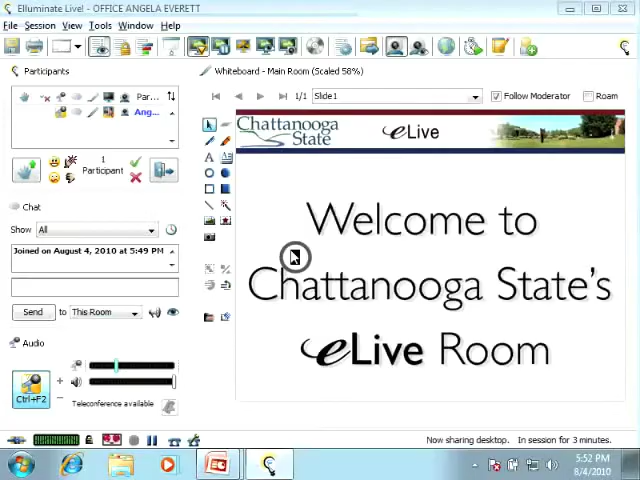 Elluminate Live! - OFFICE ANGELA EVERETT
File Session View Tools Window Help
Participants
Whiteboard - Main Room (Scaled 58%)
1/1 Slide1 Follow Moderator Roam
Par...
Ang...
Chattanooga
State
eLive
1
Participant
Chat
Show All
Joined on August 4, 2010 at 5:49 PM
Send to This Room
Audio
Ctrl+F2
Teleconference available
Welcome to
Chattanooga State's
eLive Room
Now sharing desktop. In session for 3 minutes.
5:52 PM
8/4/2010